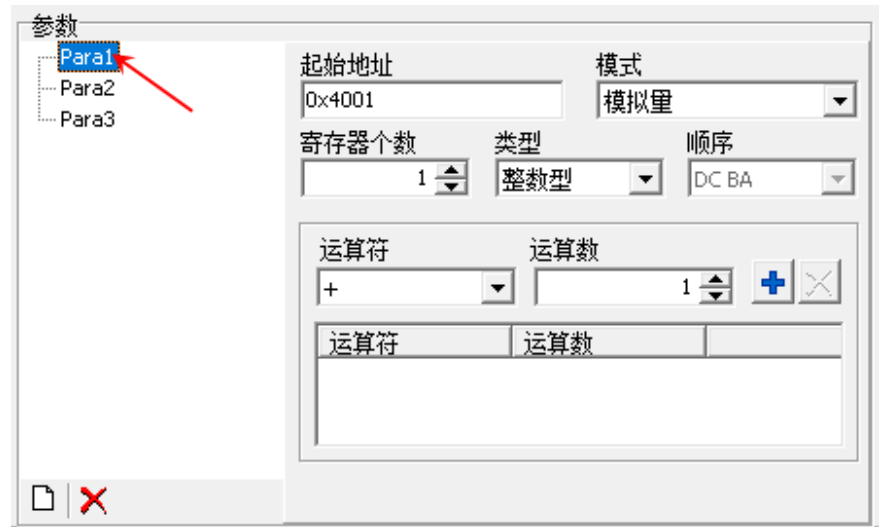 参数
Para1
Para2
Para3
起始地址 模式
0x4001 模拟量
寄存器个数 类型 顺序
1 整数型 DC BA
运算符 运算数
+ 1
运算符 运算数